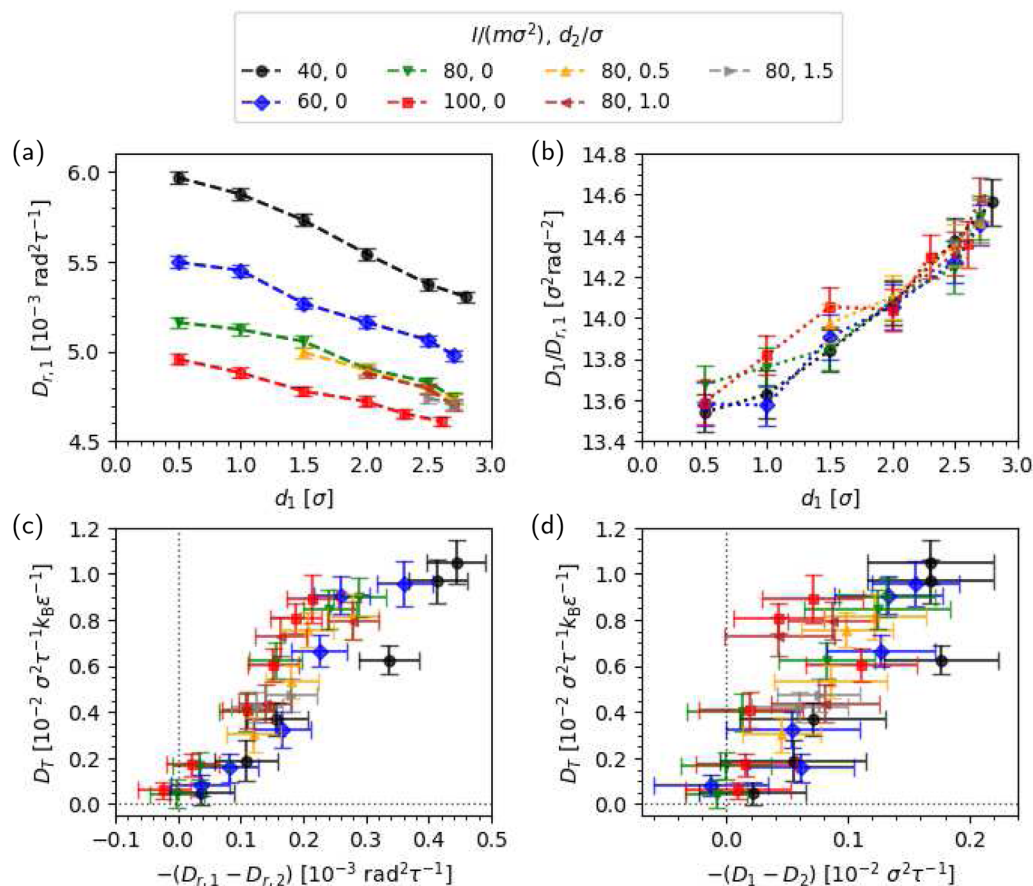 I/(mσ²), d₂/σ
40, 0 80, 0 80, 0.5 80, 1.5
60, 0 100, 0 80, 1.0
(a) (b)
D_{r,1} [10⁻³ rad²τ⁻¹]
6.0
5.5
5.0
4.5
0.0 0.5 1.0 1.5 2.0 2.5 3.0
d₁ [σ]
D₁/D_{r,1} [σ²rad⁻²]
14.8
14.6
14.4
14.2
14.0
13.8
13.6
13.4
0.0 0.5 1.0 1.5 2.0 2.5 3.0
d₁ [σ]
(c) (d)
D_T [10⁻² σ²τ⁻¹k_Bε⁻¹]
1.2
1.0
0.8
0.6
0.4
0.2
0.0
−0.1 0.0 0.1 0.2 0.3 0.4 0.5
−(D_{r,1} − D_{r,2}) [10⁻³ rad²τ⁻¹]
D_T [10⁻² σ²τ⁻¹k_Bε⁻¹]
1.2
1.0
0.8
0.6
0.4
0.2
0.0
0.0 0.1 0.2
−(D₁ − D₂) [10⁻² σ²τ⁻¹]